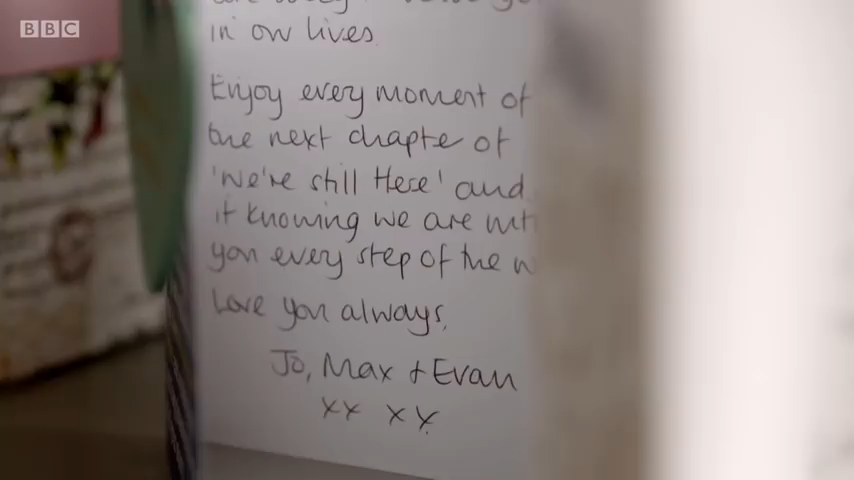 BBC
in our lives.
Enjoy every moment of
the next chapter of
'We're still Here' and
it knowing we are
you every step of the
Love you always,
Jo, Max + Evan
xx xx